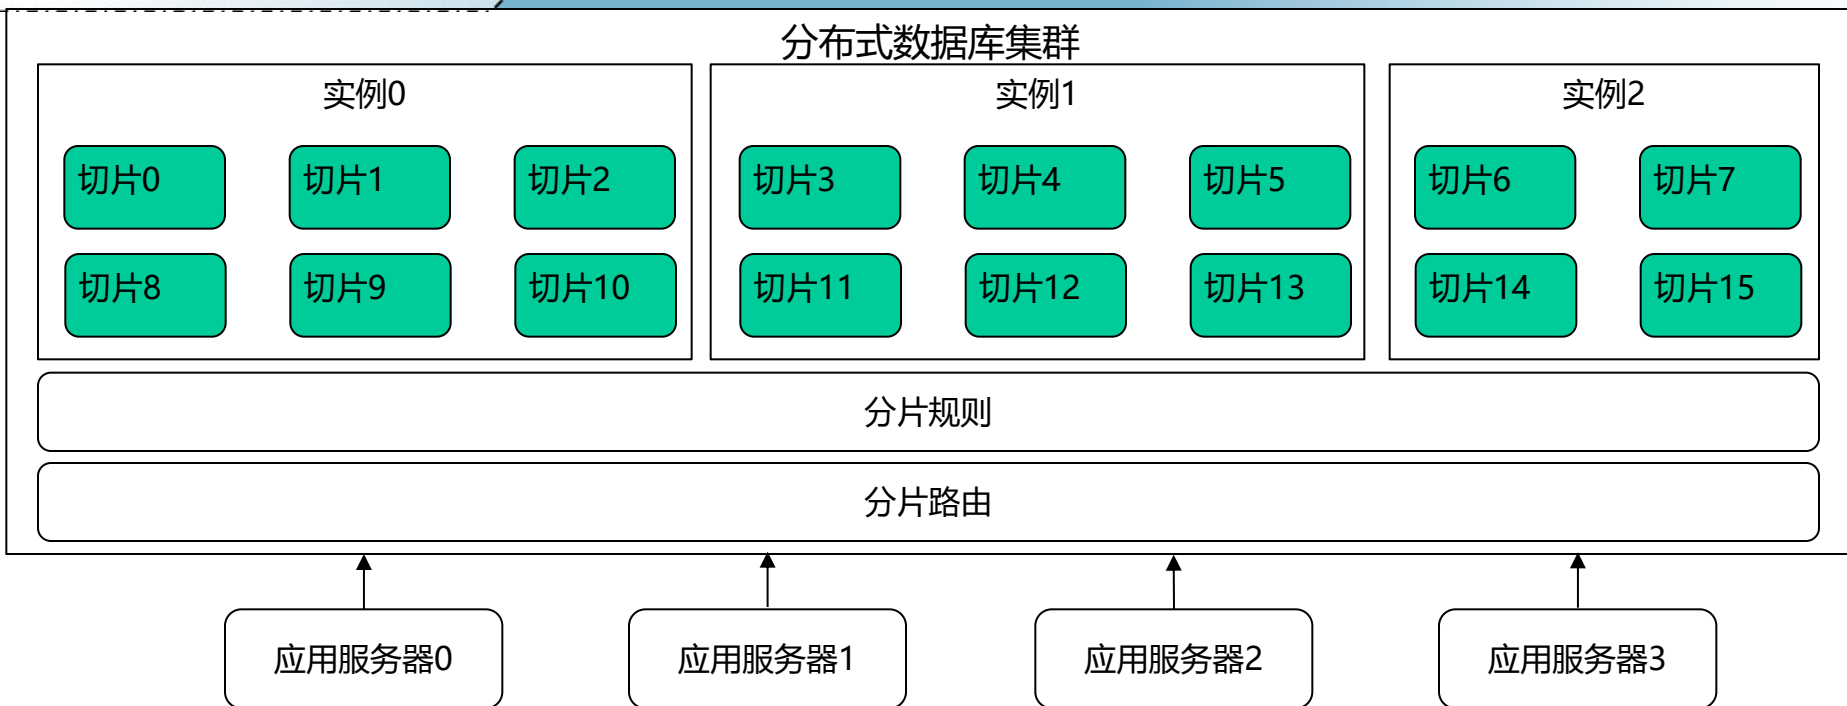 分布式数据库集群
实例0
实例1
实例2
切片0
切片1
切片2
切片3
切片4
切片5
切片6
切片7
切片8
切片9
切片10
切片11
切片12
切片13
切片14
切片15
分片规则
分片路由
应用服务器0
应用服务器1
应用服务器2
应用服务器3